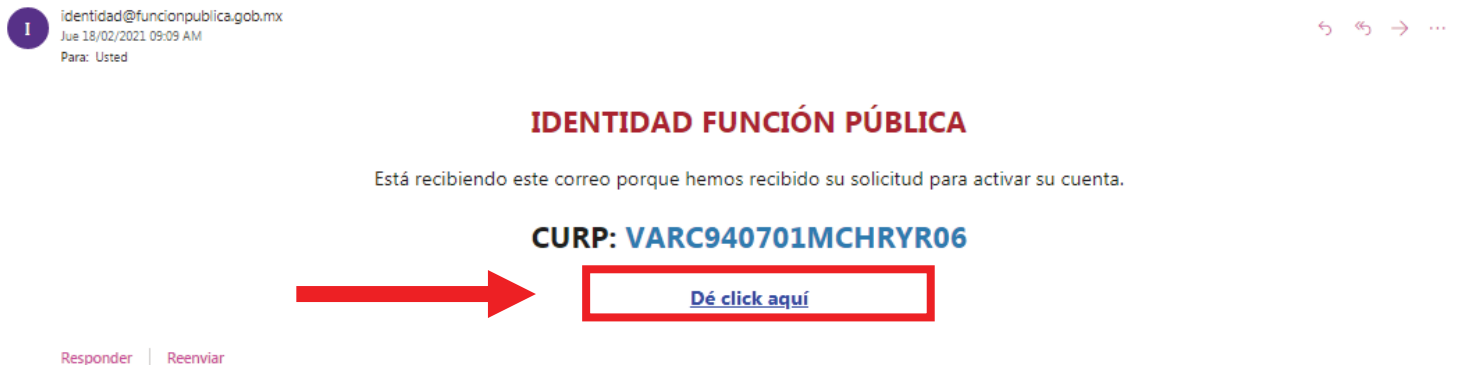 I
identidad@funcionpublica.gob.mx
Jue 18/02/2021 09:09 AM
Para: Usted
IDENTIDAD FUNCIÓN PÚBLICA
Está recibiendo este correo porque hemos recibido su solicitud para activar su cuenta.
CURP: VARC940701MCHRYR06
Dé click aquí
Responder | Reenviar